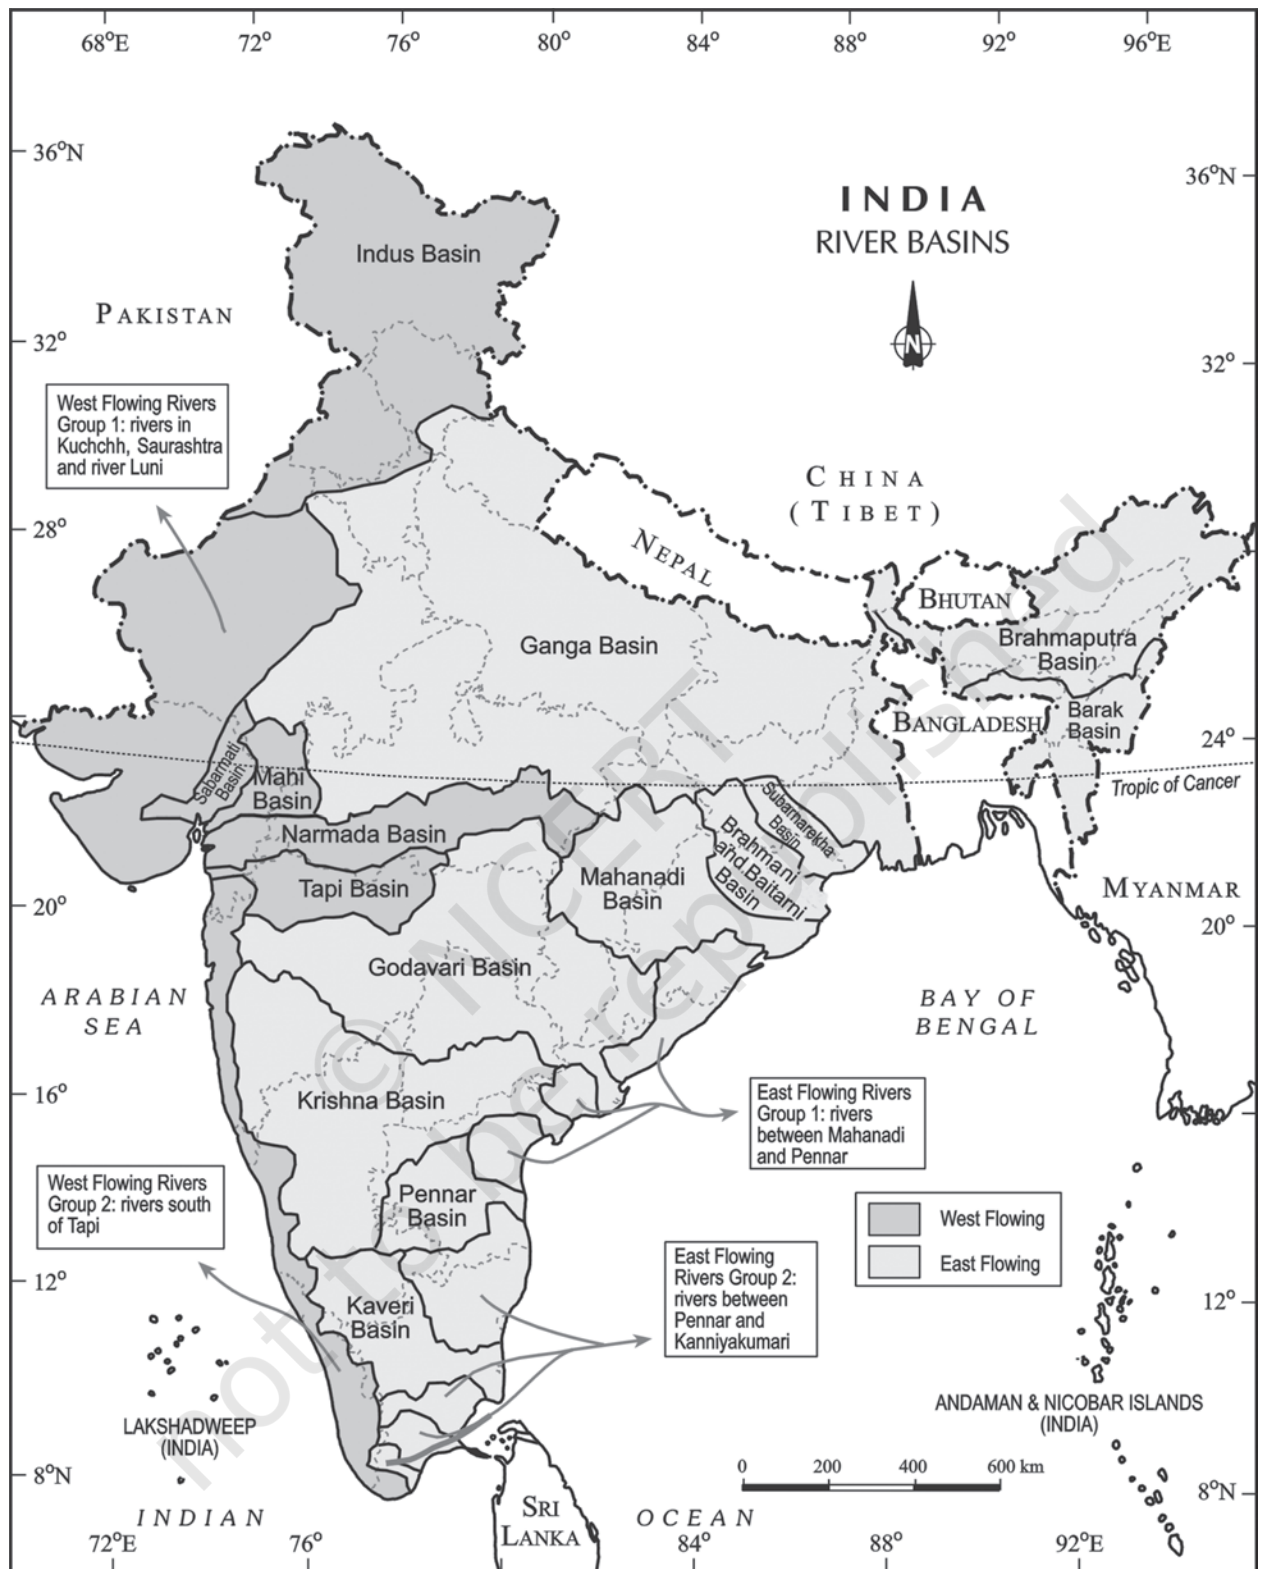 68°E 72° 76° 80° 84° 88° 92° 96°E
36°N
36°N
INDIA
RIVER BASINS
N
Indus Basin
PAKISTAN
32°
32°
West Flowing Rivers
Group 1: rivers in
Kuchchh, Saurashtra
and river Luni
CHINA
(TIBET)
28°
28°
NEPAL
BHUTAN
Ganga Basin
Brahmaputra
Basin
BANGLADESH
Barak
Basin
24°
Sabarmati
Basin
Mahi
Basin
Tropic of Cancer
Subarnarekha
Basin
Narmada Basin
Brahmani
and Baitarni
Basin
Tapi Basin
Mahanadi
Basin
MYANMAR
20°
20°
Godavari Basin
ARABIAN
SEA
BAY OF
BENGAL
16°
Krishna Basin
East Flowing Rivers
Group 1: rivers
between Mahanadi
and Pennar
West Flowing Rivers
Group 2: rivers south
of Tapi
Pennar
Basin
West Flowing
East Flowing
East Flowing
Rivers Group 2:
rivers between
Pennar and
Kanniyakumari
12°
12°
Kaveri
Basin
LAKSHADWEEP
(INDIA)
ANDAMAN & NICOBAR ISLANDS
(INDIA)
0 200 400 600 km
8°N
8°N
INDIAN
OCEAN
SRI
LANKA
72°E 76° 84° 88° 92°E
© NCERT
not to be republished